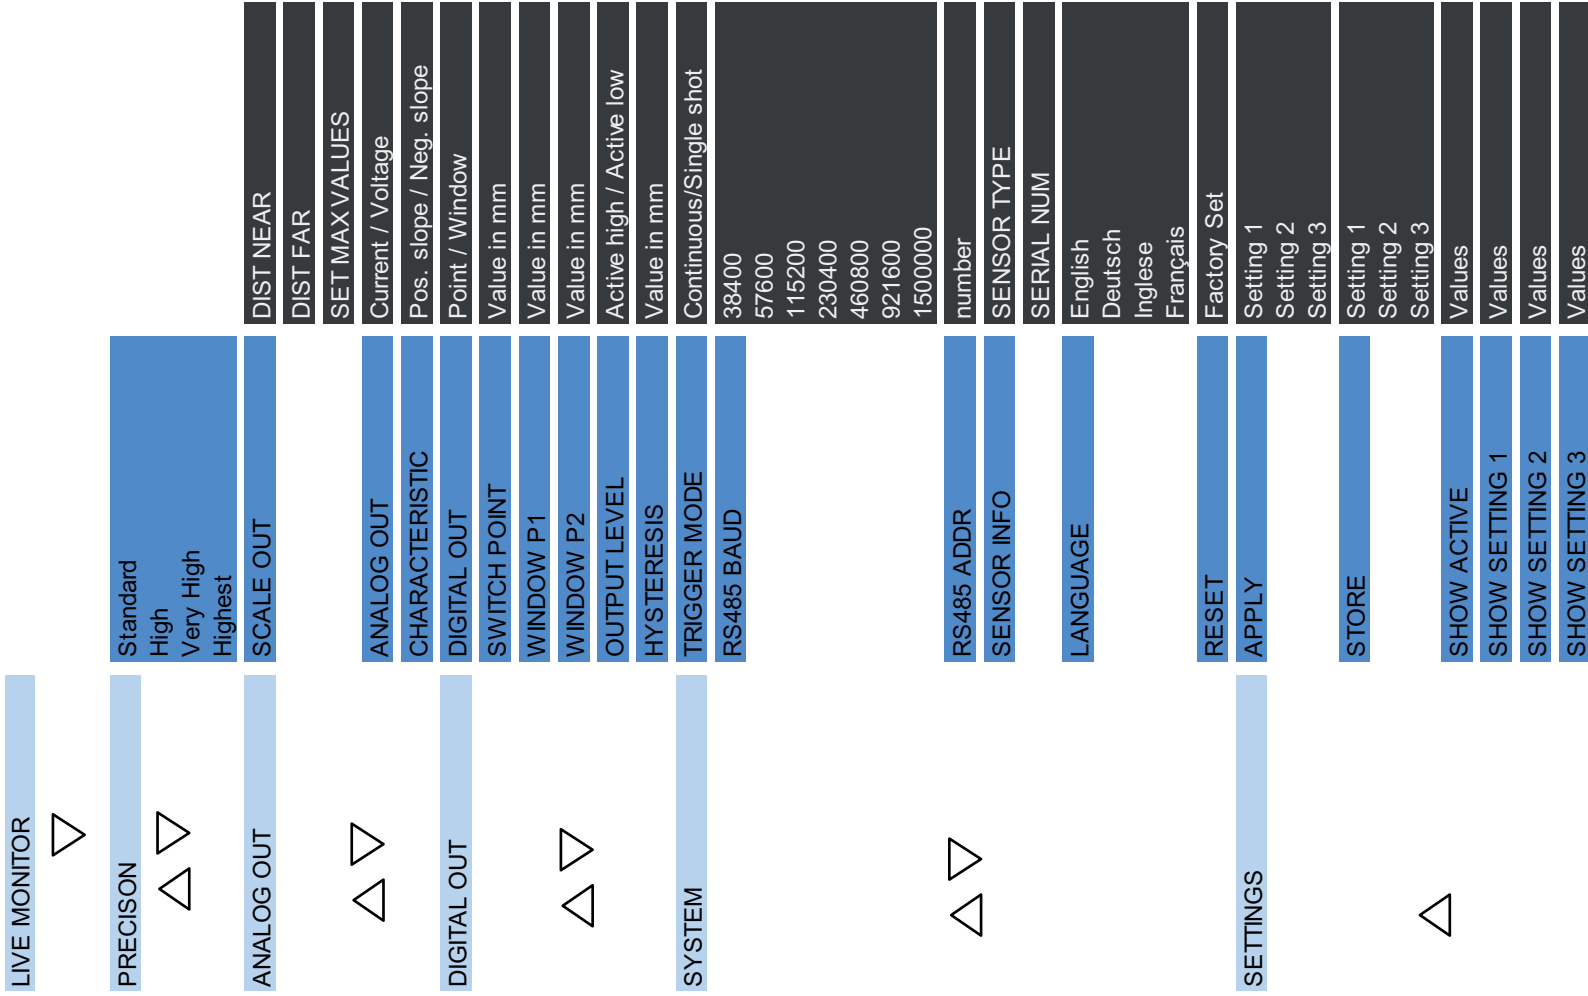 LIVE MONITOR
PRECISON
Standard
High
Very High
Highest
ANALOG OUT
SCALE OUT
DIST NEAR
DIST FAR
SET MAX VALUES
ANALOG OUT
Current / Voltage
CHARACTERISTIC
Pos. slope / Neg. slope
DIGITAL OUT
DIGITAL OUT
Point / Window
SWITCH POINT
Value in mm
WINDOW P1
Value in mm
WINDOW P2
Value in mm
OUTPUT LEVEL
Active high / Active low
HYSTERESIS
Value in mm
SYSTEM
TRIGGER MODE
Continuous/Single shot
RS485 BAUD
38400
57600
115200
230400
460800
921600
1500000
RS485 ADDR
number
SENSOR INFO
SENSOR TYPE
SERIAL NUM
LANGUAGE
English
Deutsch
Inglese
Français
RESET
Factory Set
SETTINGS
APPLY
Setting 1
Setting 2
Setting 3
STORE
Setting 1
Setting 2
Setting 3
SHOW ACTIVE
Values
SHOW SETTING 1
Values
SHOW SETTING 2
Values
SHOW SETTING 3
Values